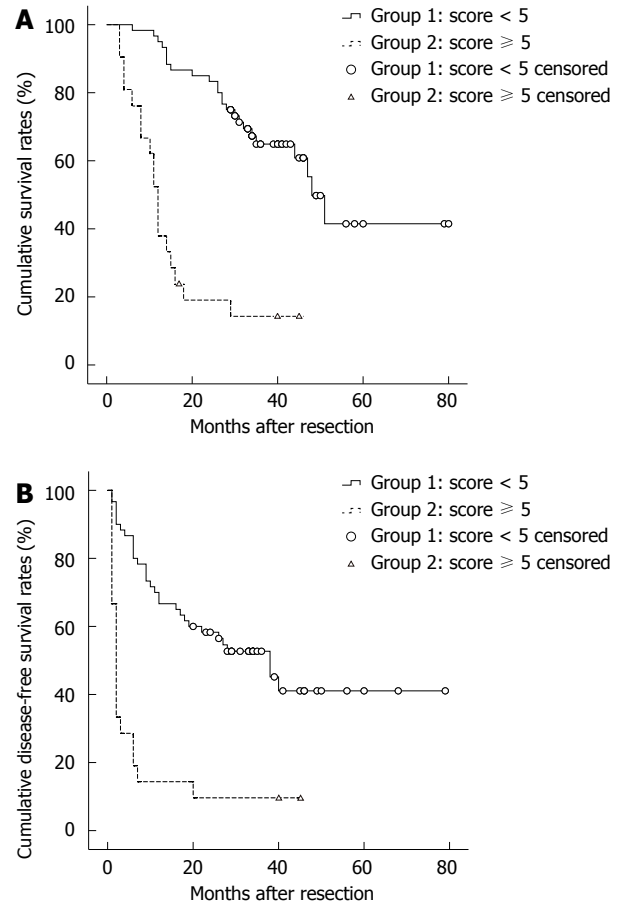 A
Cumulative survival rates (%)
100
80
60
40
20
0
Group 1: score < 5
Group 2: score ⩾ 5
Group 1: score < 5 censored
Group 2: score ⩾ 5 censored
0 20 40 60 80
Months after resection
B
Cumulative disease-free survival rates (%)
100
80
60
40
20
0
Group 1: score < 5
Group 2: score ⩾ 5
Group 1: score < 5 censored
Group 2: score ⩾ 5 censored
0 20 40 60 80
Months after resection